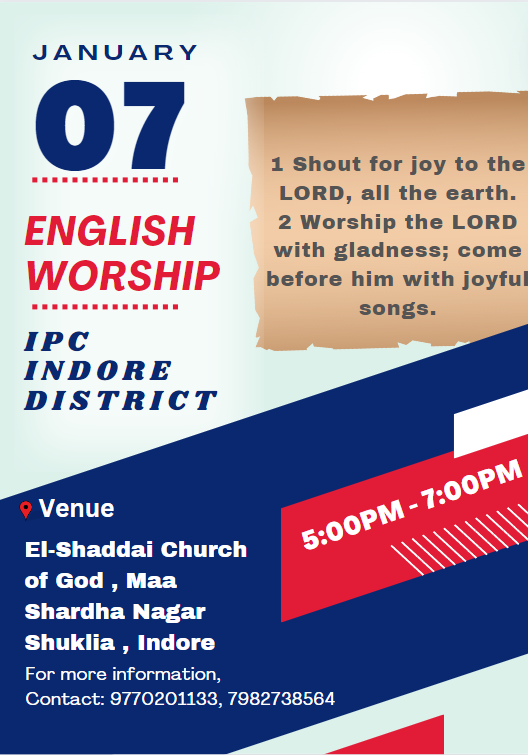 JANUARY
07
ENGLISH
WORSHIP
IPC
INDORE
DISTRICT
1 Shout for joy to the
LORD, all the earth.
2 Worship the LORD
with gladness; come
before him with joyful
songs.
5:00PM - 7:00PM
Venue
El-Shaddai Church
of God , Maa
Shardha Nagar
Shuklia , Indore
For more information,
Contact: 9770201133, 7982738564